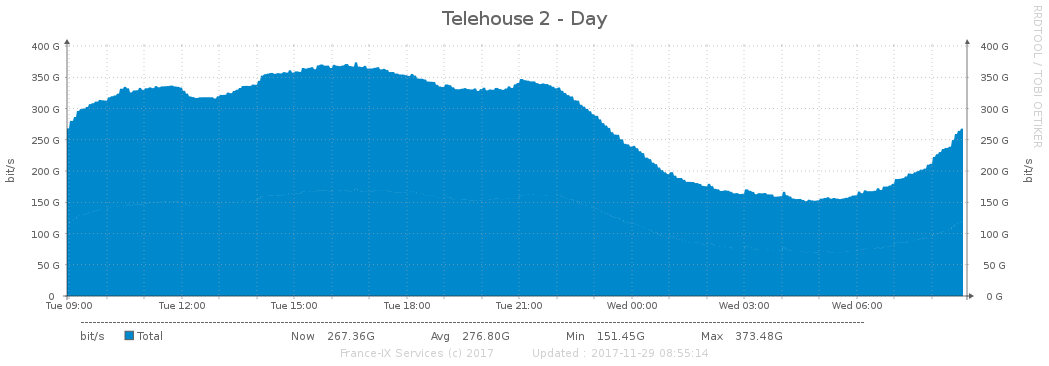 Telehouse 2 - Day
RRDTOOL / TOBI OETIKER
400 G 400 G
350 G 350 G
300 G 300 G
250 G 250 G
200 G 200 G
150 G 150 G
100 G 100 G
50 G 50 G
0 0 G
bit/s bit/s
Tue 09:00 Tue 12:00 Tue 15:00 Tue 18:00 Tue 21:00 Wed 00:00 Wed 03:00 Wed 06:00
bit/s Total Now 267.36G Avg 276.80G Min 151.45G Max 373.48G
France-IX Services (c) 2017 Updated : 2017-11-29 08:55:14